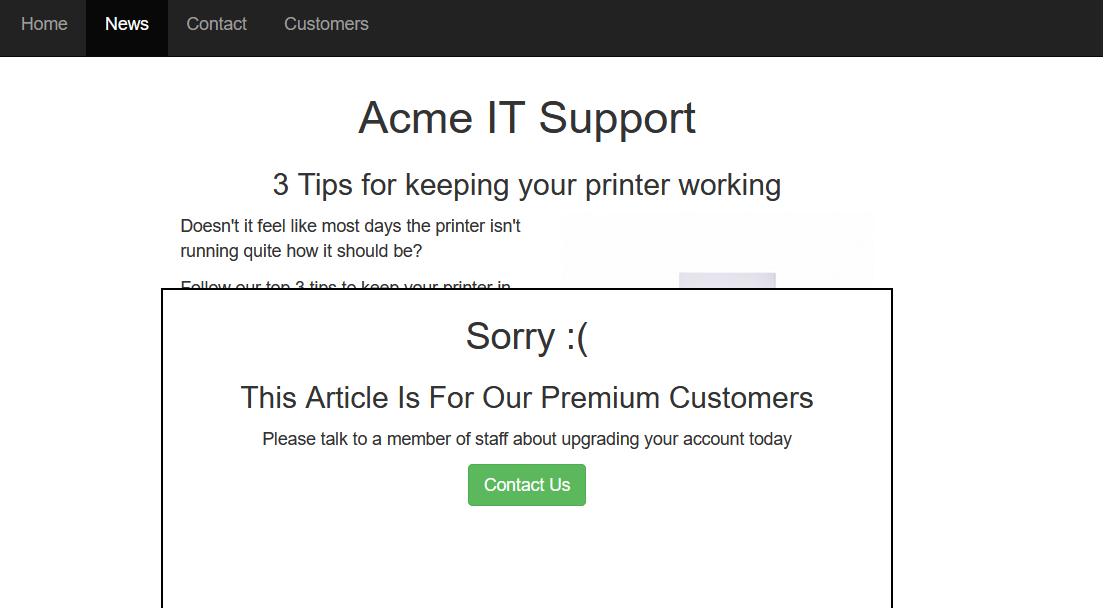 Home News Contact Customers
Acme IT Support
3 Tips for keeping your printer working
Doesn't it feel like most days the printer isn't
running quite how it should be?
Follow our top 3 tips to keep your printer in
Sorry :(
This Article Is For Our Premium Customers
Please talk to a member of staff about upgrading your account today
Contact Us